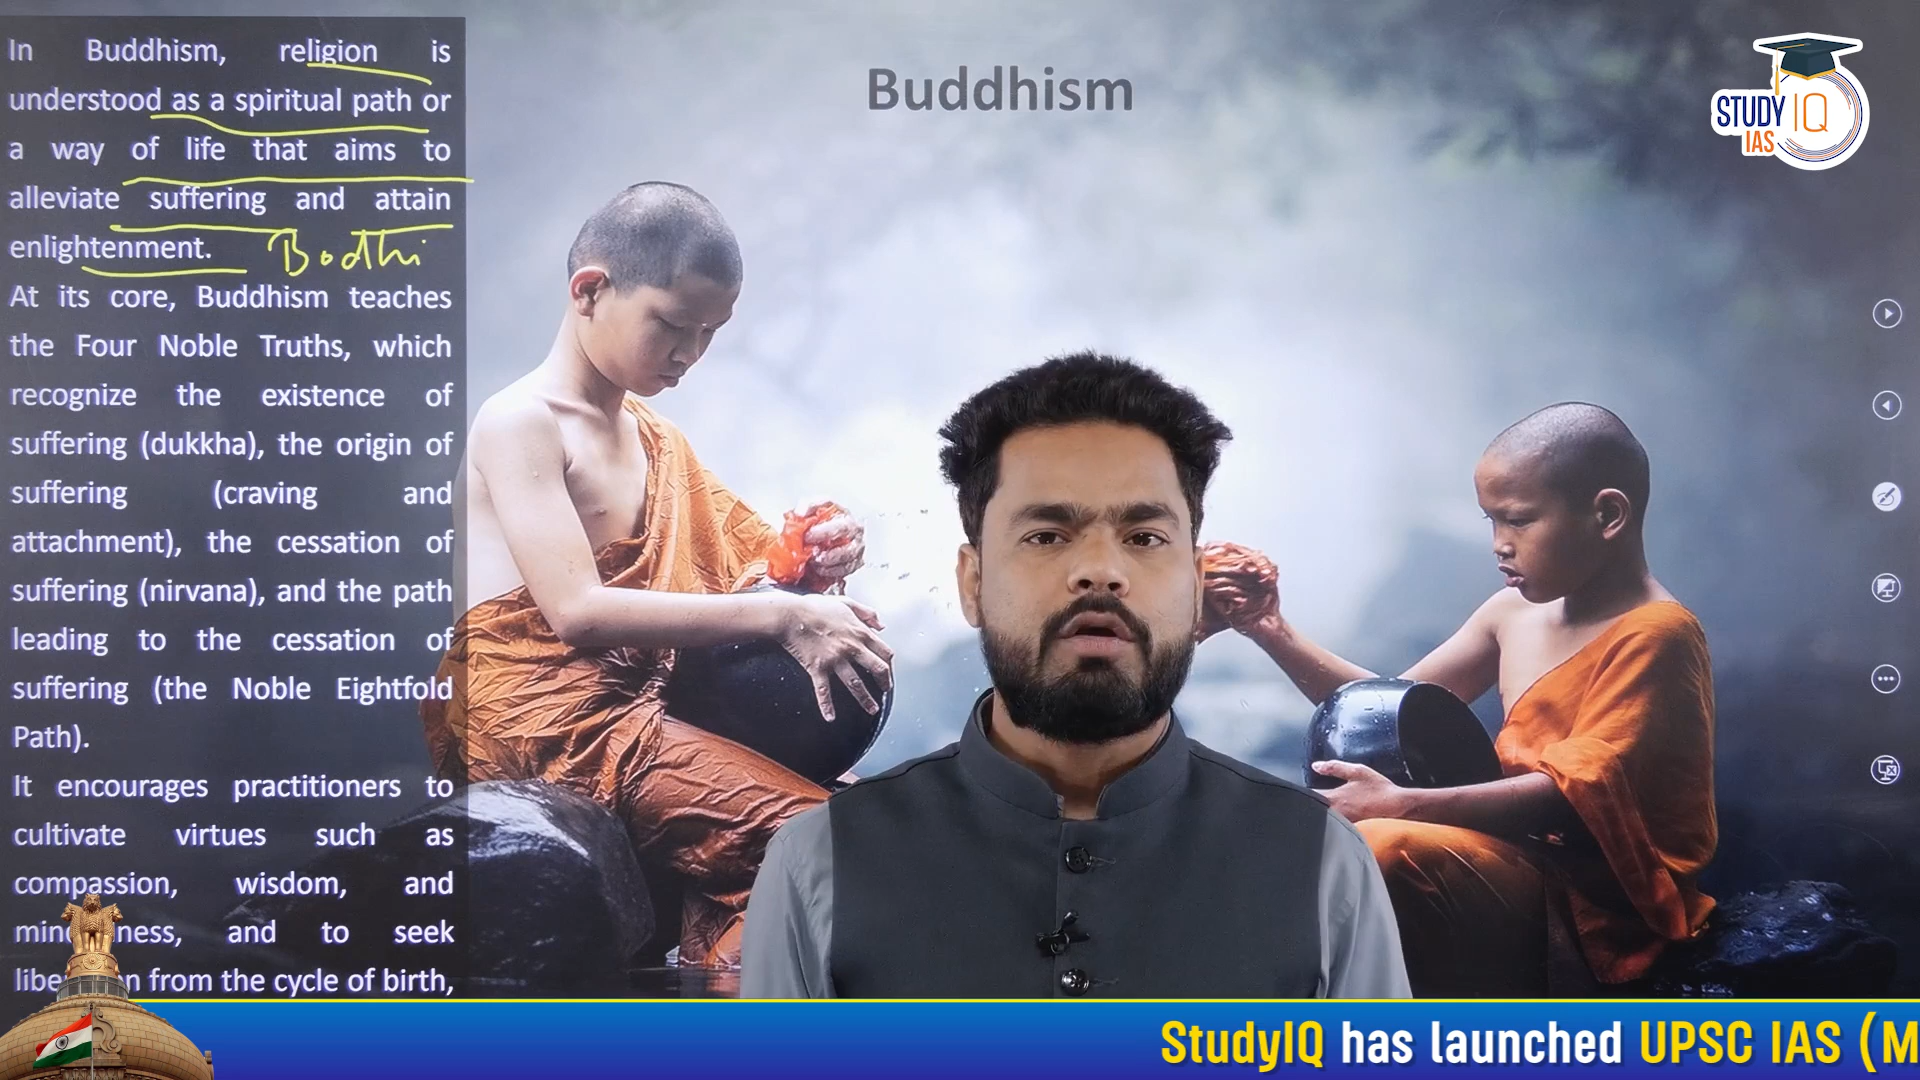 In Buddhism, religion is
understood as a spiritual path or
a way of life that aims to
alleviate suffering and attain
enlightenment. Bodhi
At its core, Buddhism teaches
the Four Noble Truths, which
recognize the existence of
suffering (dukkha), the origin of
suffering (craving and
attachment), the cessation of
suffering (nirvana), and the path
leading to the cessation of
suffering (the Noble Eightfold
Path).
It encourages practitioners to
cultivate virtues such as
compassion, wisdom, and
and to seek
from the cycle of birth,
Buddhism
STUDY IQ
IAS
StudyIQ has launched UPSC IAS (M